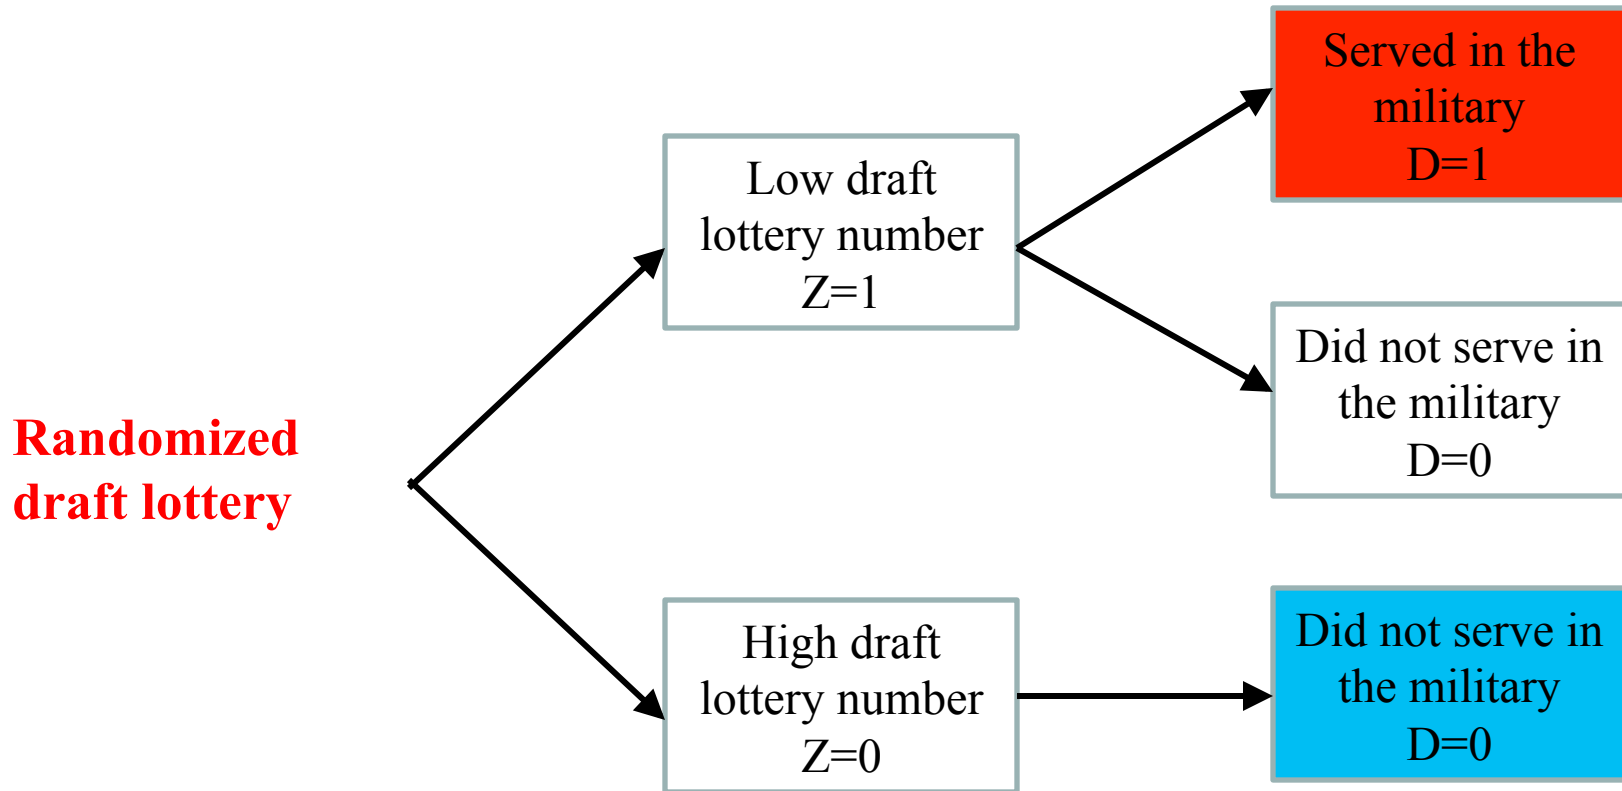 Randomized
draft lottery
Low draft
lottery number
Z=1
High draft
lottery number
Z=0
Served in the
military
D=1
Did not serve in
the military
D=0
Did not serve in
the military
D=0